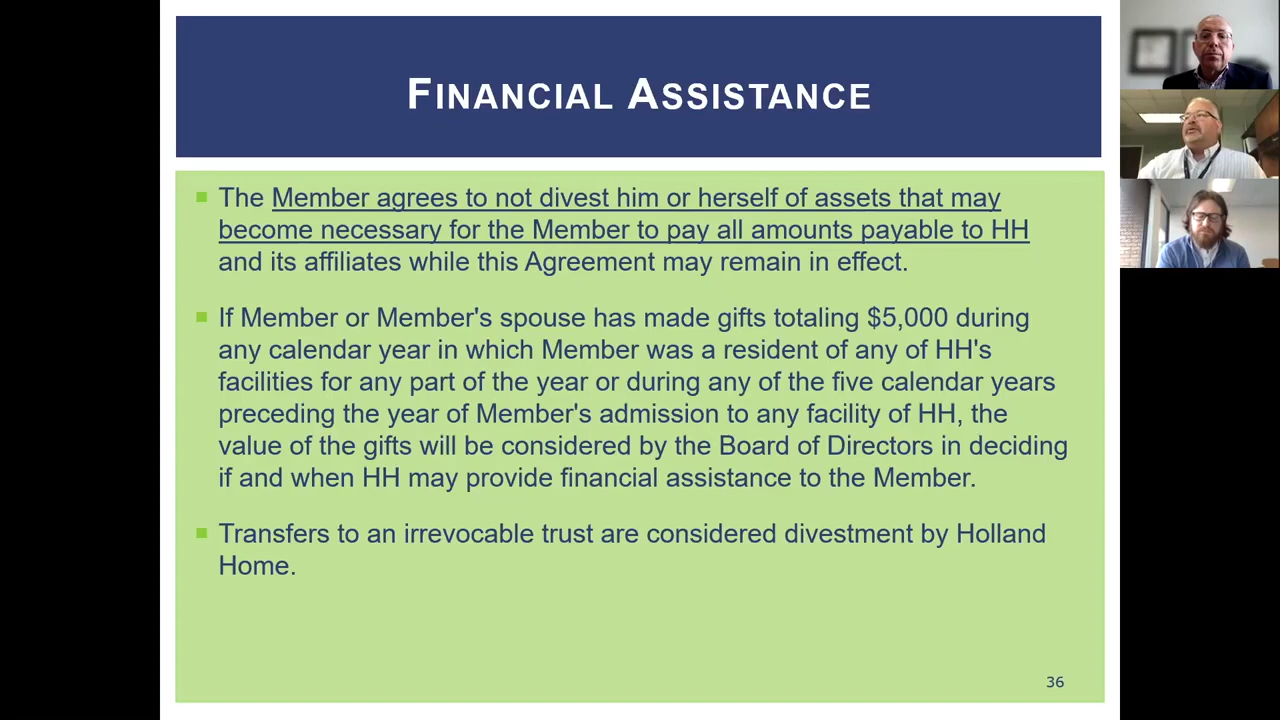 FINANCIAL ASSISTANCE
The Member agrees to not divest him or herself of assets that may
become necessary for the Member to pay all amounts payable to HH
and its affiliates while this Agreement may remain in effect.
If Member or Member's spouse has made gifts totaling $5,000 during
any calendar year in which Member was a resident of any of HH's
facilities for any part of the year or during any of the five calendar years
preceding the year of Member's admission to any facility of HH, the
value of the gifts will be considered by the Board of Directors in deciding
if and when HH may provide financial assistance to the Member.
Transfers to an irrevocable trust are considered divestment by Holland
Home.
36